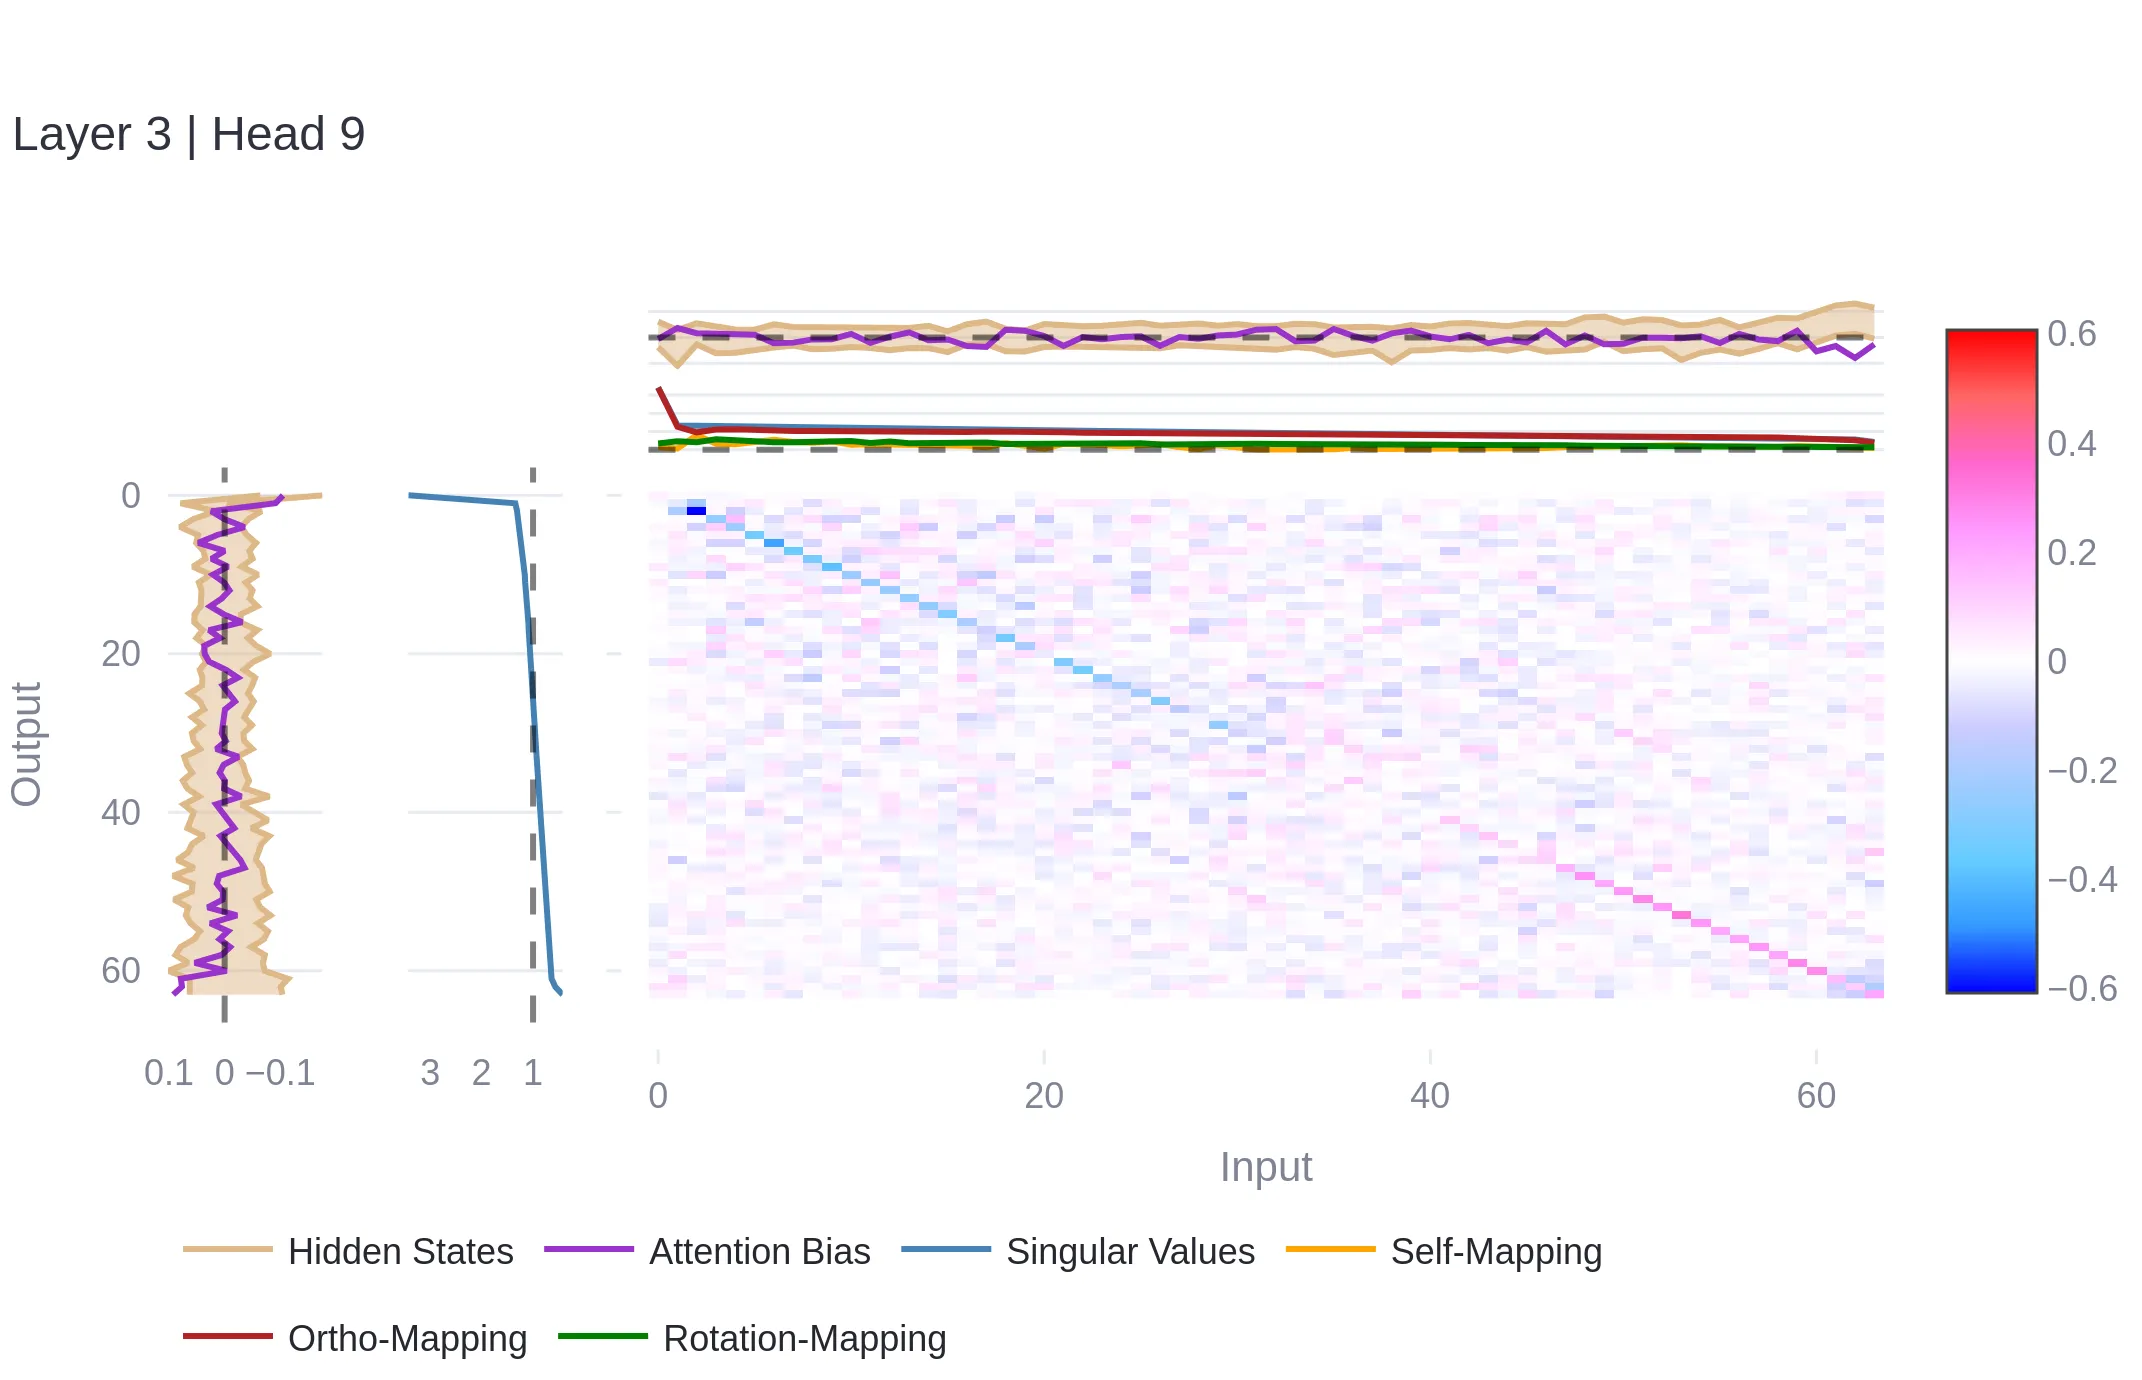 Layer 3 | Head 9
0.6
0.4
0.2
0
−0.2
−0.4
−0.6
0
20
40
60
Output
0.1 0 −0.1
3 2 1
0 20 40 60
Input
Hidden States Attention Bias Singular Values Self-Mapping
Ortho-Mapping Rotation-Mapping